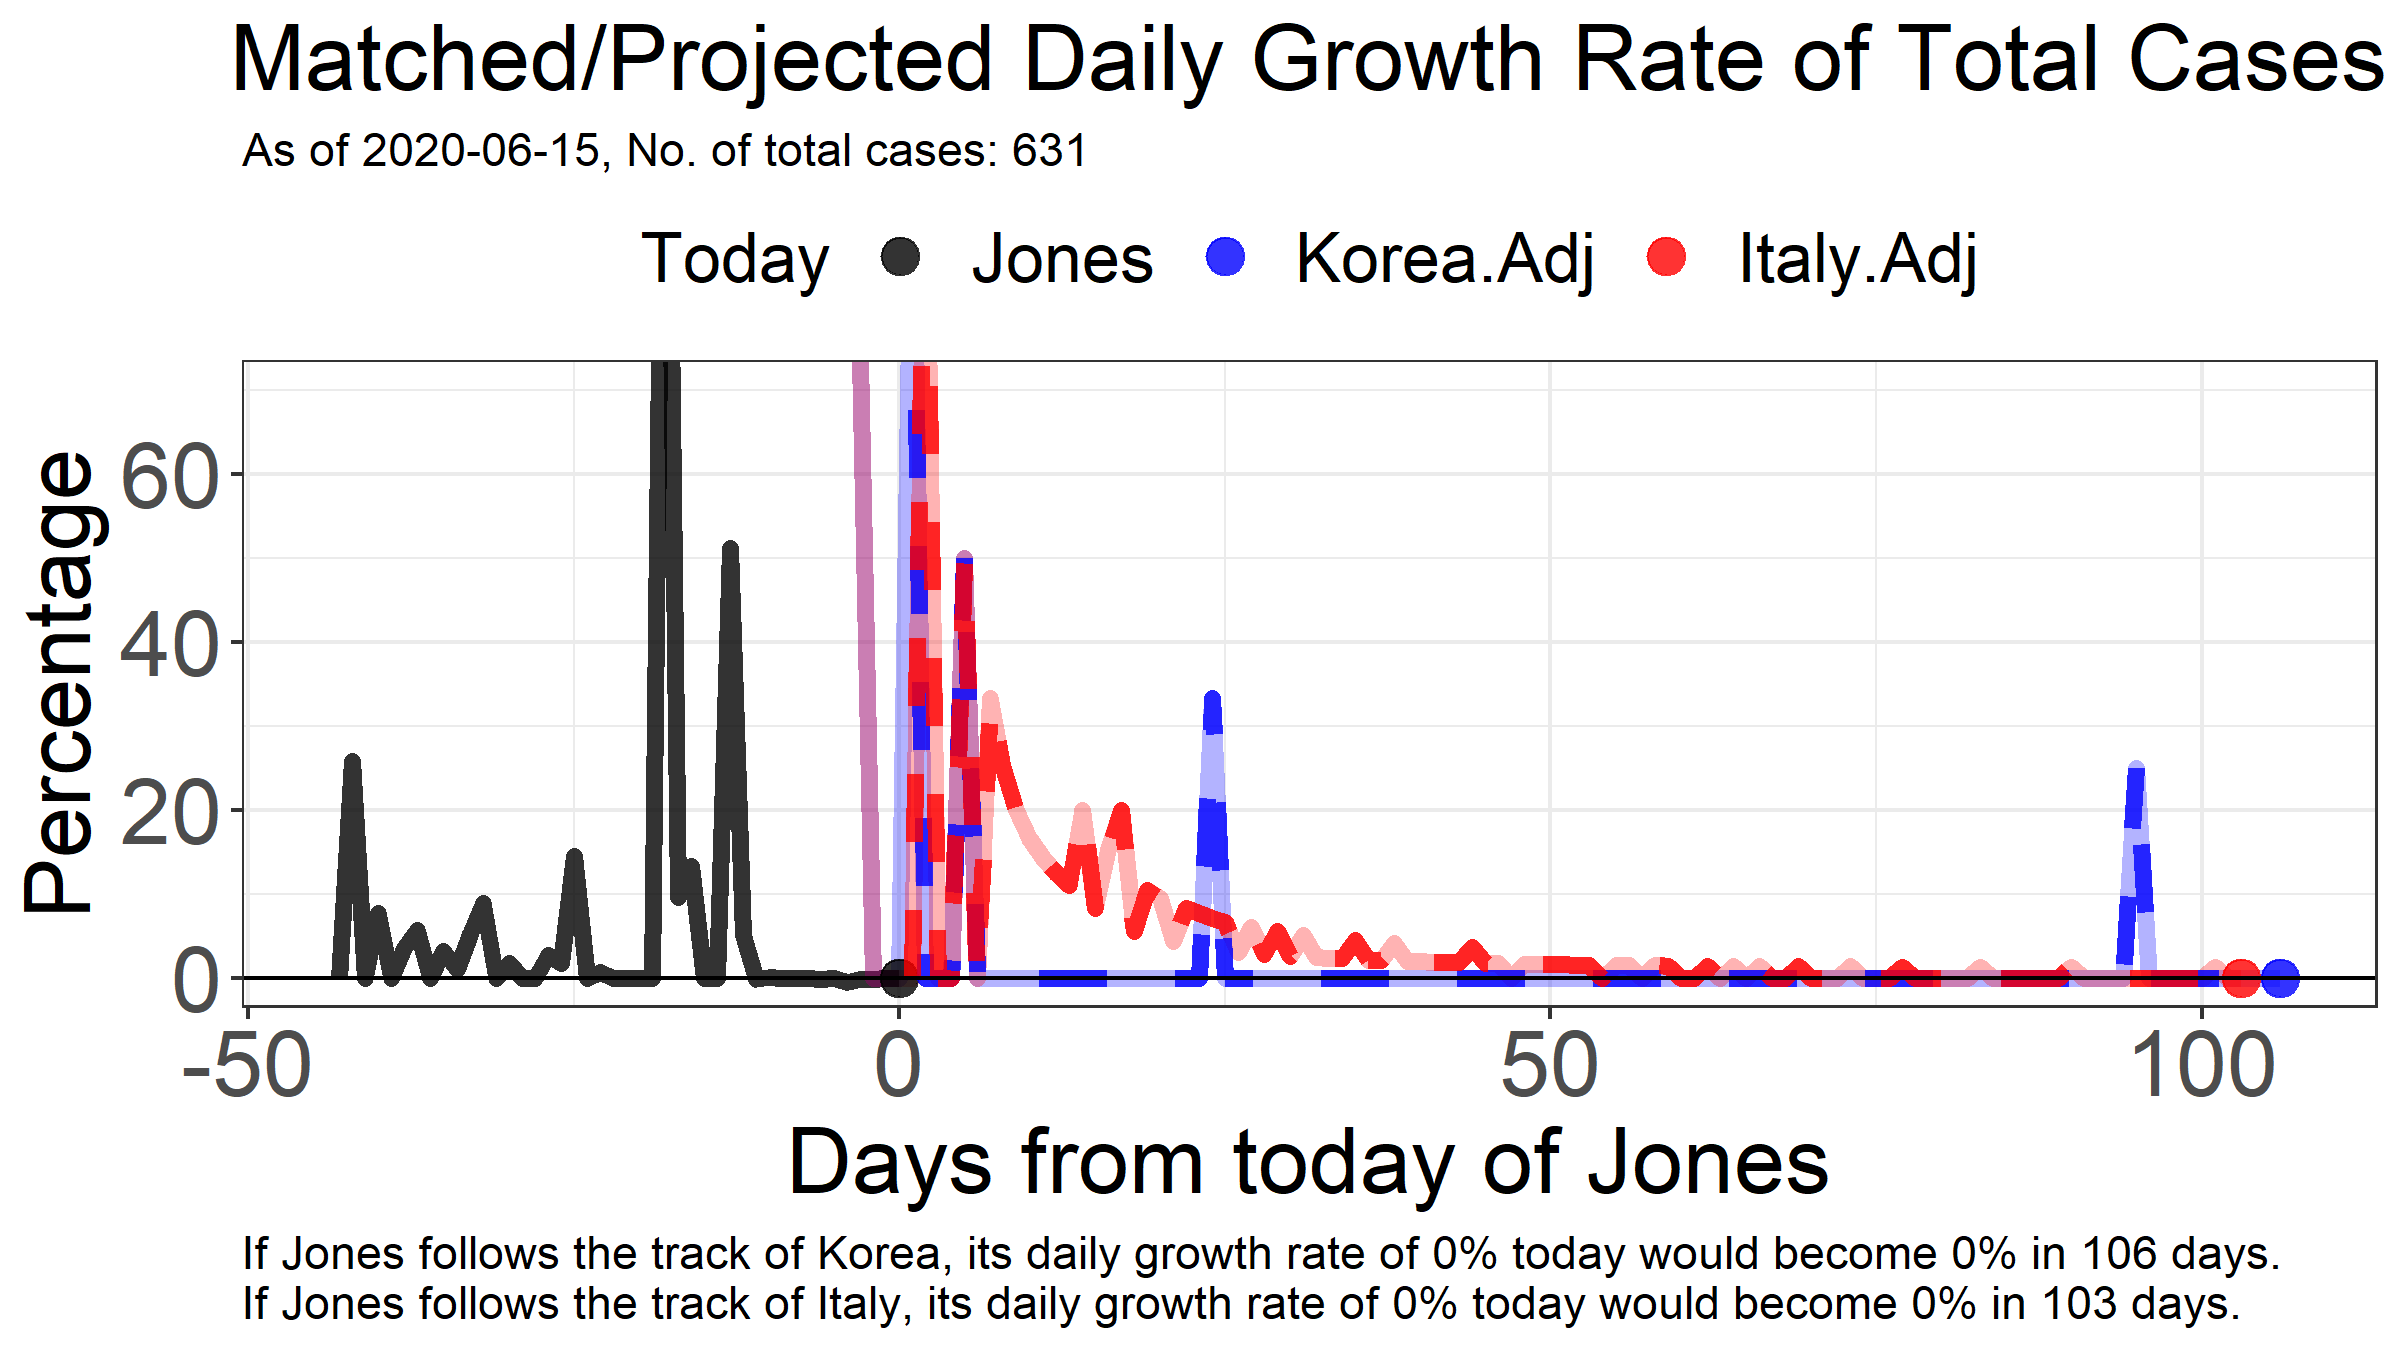 Matched/Projected Daily Growth Rate of Total Cases
As of 2020-06-15, No. of total cases: 631
Today Jones Korea.Adj Italy.Adj
Percentage
60
40
20
0
-50 0 50 100
Days from today of Jones
If Jones follows the track of Korea, its daily growth rate of 0% today would become 0% in 106 days.
If Jones follows the track of Italy, its daily growth rate of 0% today would become 0% in 103 days.